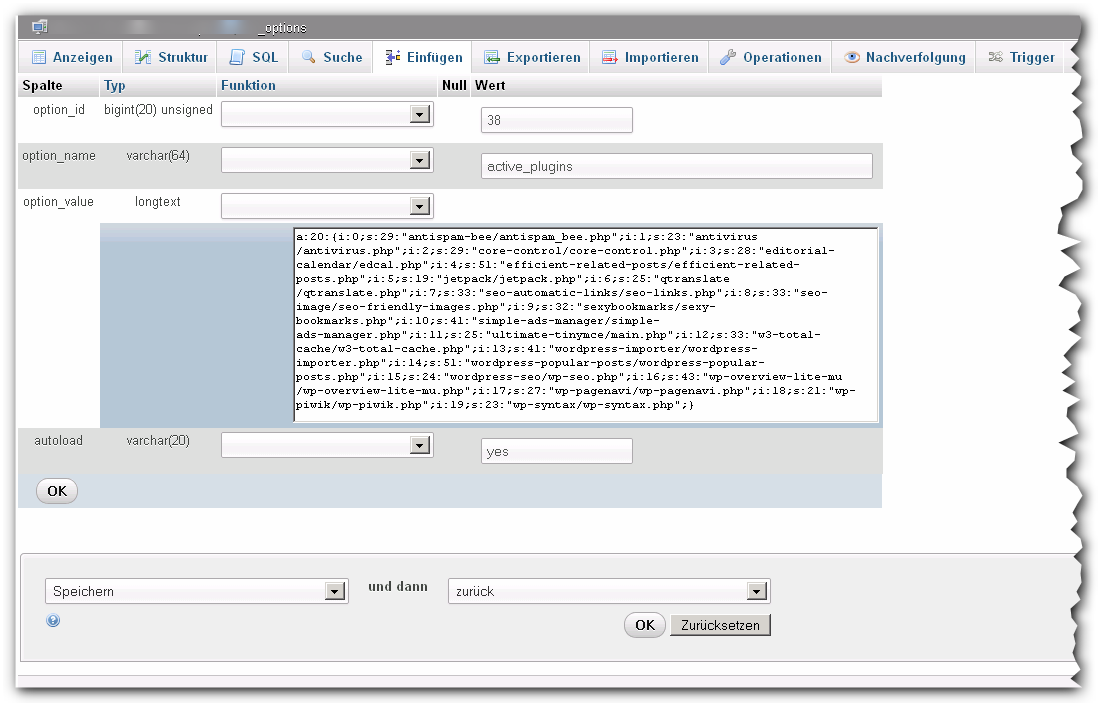 _options
Anzeigen Struktur SQL Suche Einfügen Exportieren Importieren Operationen Nachverfolgung Trigger
Spalte Typ Funktion Null Wert
option_id bigint(20) unsigned 38
option_name varchar(64) active_plugins
option_value longtext
a:20:{i:0;s:29:"antispam-bee/antispam_bee.php";i:1;s:23:"antivirus
/antivirus.php";i:2;s:29:"core-control/core-control.php";i:3;s:28:"editorial-
calendar/edcal.php";i:4;s:51:"efficient-related-posts/efficient-related-
posts.php";i:5;s:19:"jetpack/jetpack.php";i:6;s:25:"qtranslate
/qtranslate.php";i:7;s:33:"seo-automatic-links/seo-links.php";i:8;s:33:"seo-
image/seo-friendly-images.php";i:9;s:32:"sexybookmarks/sexy-
bookmarks.php";i:10;s:41:"simple-ads-manager/simple-
ads-manager.php";i:11;s:25:"ultimate-tinymce/main.php";i:12;s:33:"w3-total-
cache/w3-total-cache.php";i:13;s:41:"wordpress-importer/wordpress-
importer.php";i:14;s:51:"wordpress-popular-posts/wordpress-popular-
posts.php";i:15;s:24:"wordpress-seo/wp-seo.php";i:16;s:43:"wp-overview-lite-mu
/wp-overview-lite-mu.php";i:17;s:27:"wp-pagenavi/wp-pagenavi.php";i:18;s:21:"wp-
piwik/wp-piwik.php";i:19;s:23:"wp-syntax/wp-syntax.php";}
autoload varchar(20) yes
OK
Speichern und dann zurück
OK Zurücksetzen